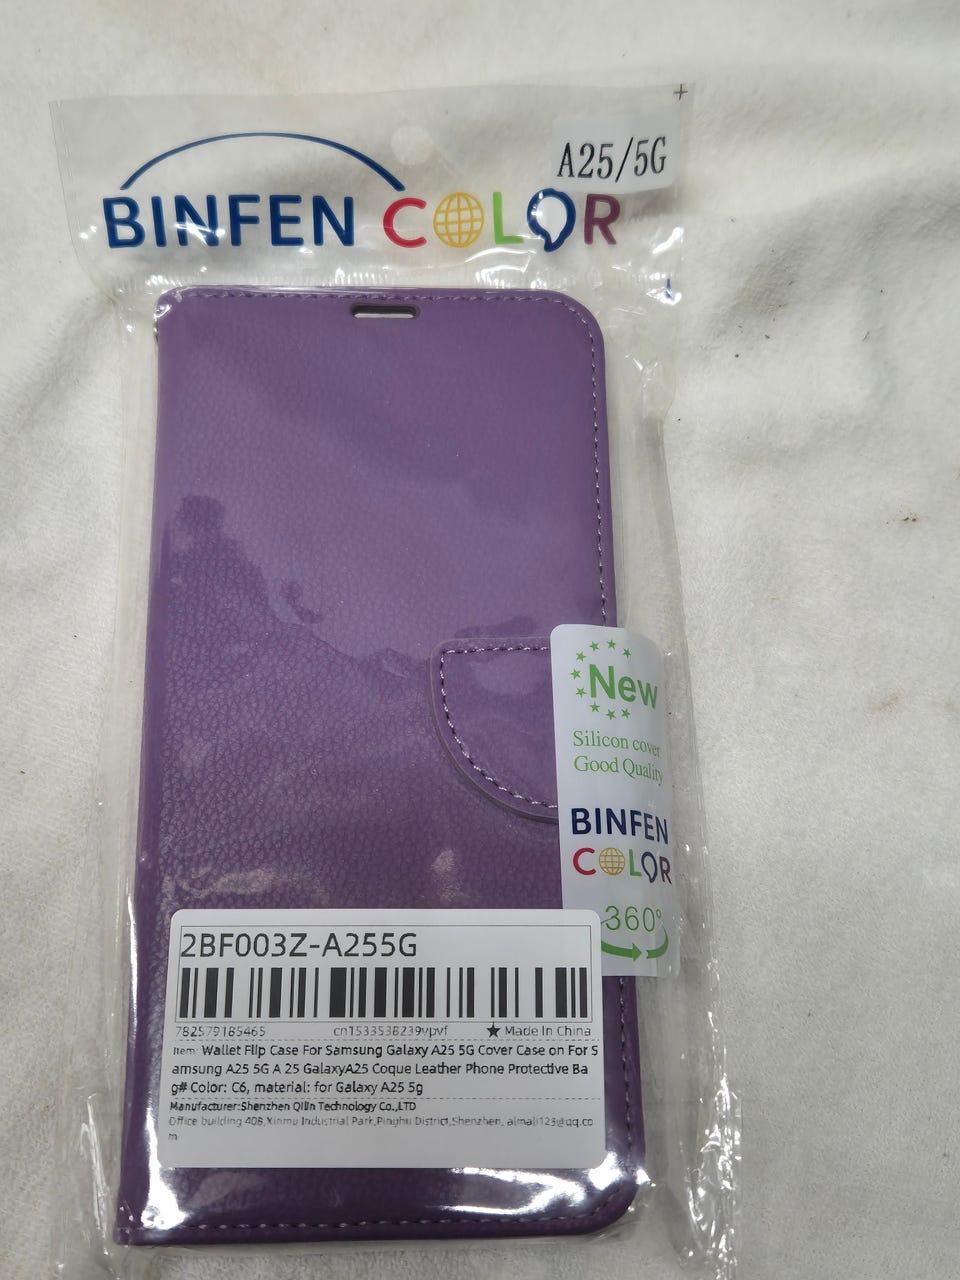 A25/5G
BINFEN COLOR
New
Silicon cover
Good Quality
BINFEN
COLOR
360°
2BF003Z-A255G
782579185465 cn1533538239vpvf ★ Made In China
Item: Wallet Flip Case For Samsung Galaxy A25 5G Cover Case on For S
amsung A25 5G A 25 GalaxyA25 Coque Leather Phone Protective Ba
g# Color: C6, material: for Galaxy A25 5g
Manufacturer:Shenzhen Qilin Technology Co.,LTD
Office building 408,Xinmu Industrial Park,Pinghu District,Shenzhen, almali123@qq.co
m